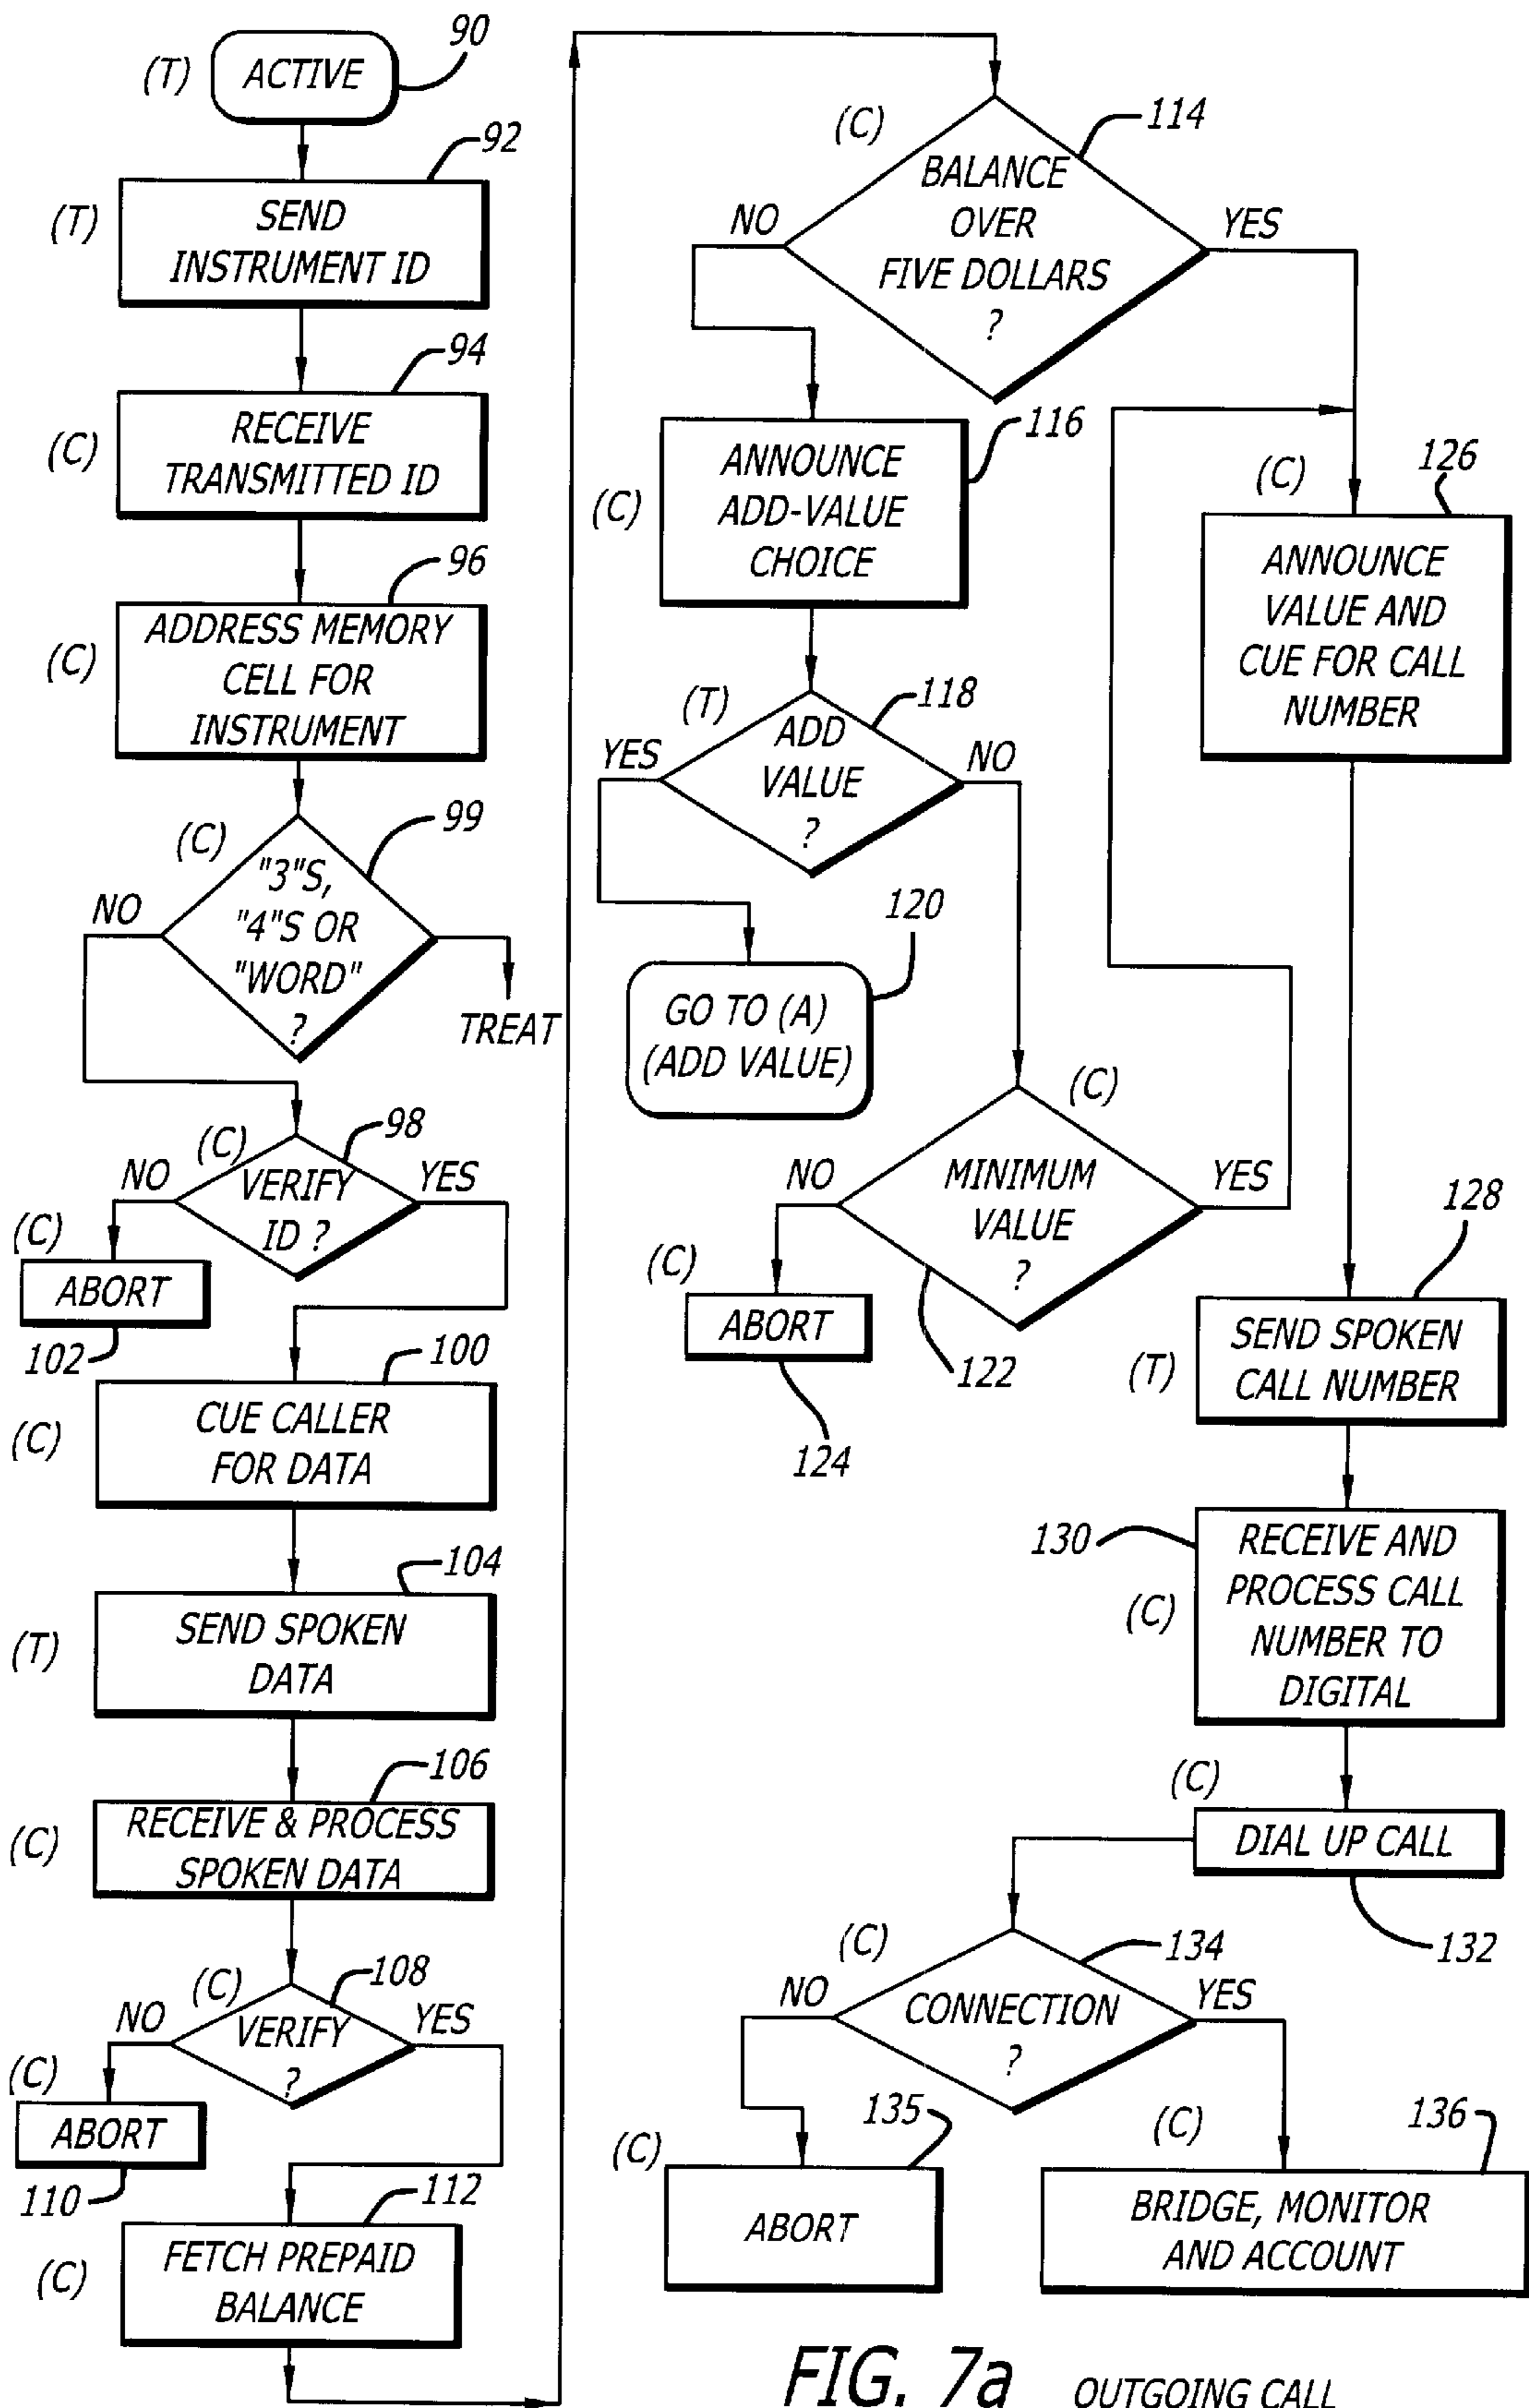 90
(T)
ACTIVE
92
(T)
SEND
INSTRUMENT ID
94
(C)
RECEIVE
TRANSMITTED ID
96
(C)
ADDRESS MEMORY
CELL FOR
INSTRUMENT
99
(C)
"3"S,
"4"S OR
"WORD"
?
NO
TREAT
98
(C)
VERIFY
ID ?
NO
YES
(C)
ABORT
102
100
(C)
CUE CALLER
FOR DATA
104
(T)
SEND SPOKEN
DATA
106
(C)
RECEIVE & PROCESS
SPOKEN DATA
108
(C)
VERIFY
?
NO
YES
(C)
ABORT
110
112
(C)
FETCH PREPAID
BALANCE
114
(C)
BALANCE
OVER
FIVE DOLLARS
?
NO
YES
116
(C)
ANNOUNCE
ADD-VALUE
CHOICE
118
(T)
ADD
VALUE
?
YES
NO
120
GO TO (A)
(ADD VALUE)
(C)
MINIMUM
VALUE
?
NO
YES
122
(C)
ABORT
124
126
(C)
ANNOUNCE
VALUE AND
CUE FOR CALL
NUMBER
128
(T)
SEND SPOKEN
CALL NUMBER
130
(C)
RECEIVE AND
PROCESS CALL
NUMBER TO
DIGITAL
(C)
DIAL UP CALL
132
134
(C)
CONNECTION
?
NO
YES
135
(C)
ABORT
136
(C)
BRIDGE, MONITOR
AND ACCOUNT
FIG. 7a OUTGOING CALL